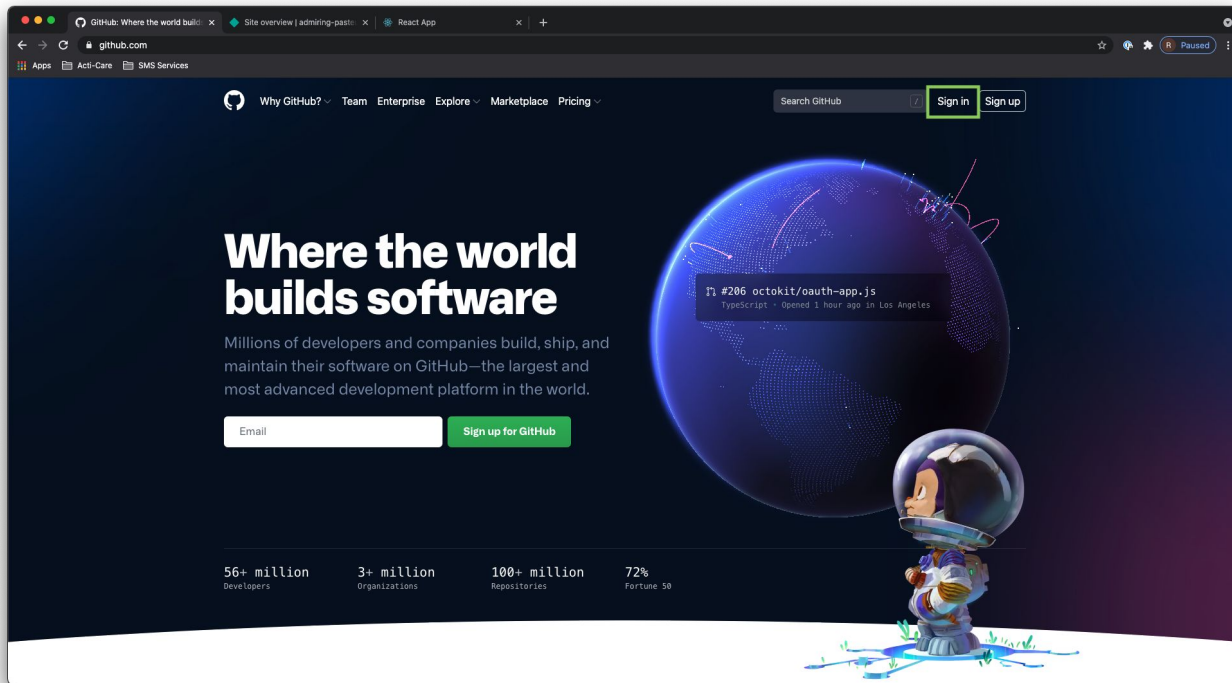 GitHub: Where the world build
Site overview | admiring-paste
React App
github.com
R Paused
Apps
Acti-Care
SMS Services
Why GitHub?
Team
Enterprise
Explore
Marketplace
Pricing
Search GitHub
/
Sign in
Sign up
Where the world
builds software
Millions of developers and companies build, ship, and
maintain their software on GitHub—the largest and
most advanced development platform in the world.
Email
Sign up for GitHub
#206 octokit/oauth-app.js
TypeScript • Opened 1 hour ago in Los Angeles
56+ million
Developers
3+ million
Organizations
100+ million
Repositories
72%
Fortune 50